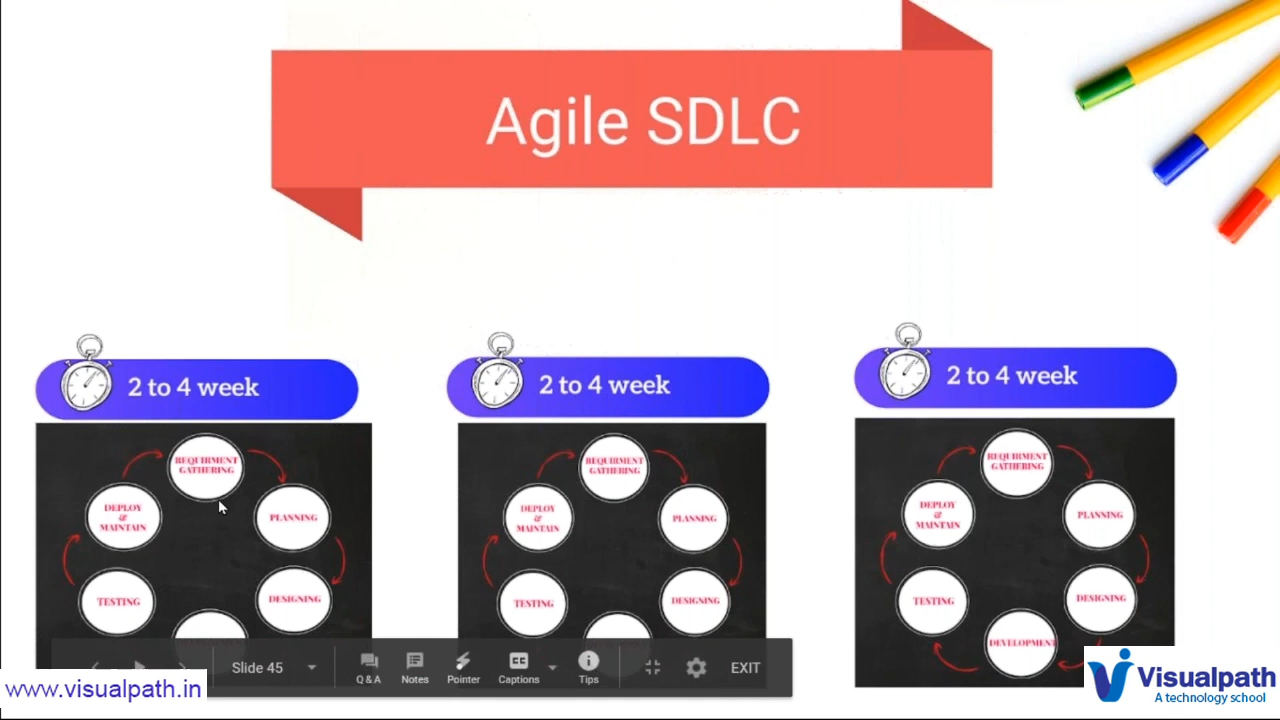 Agile SDLC
2 to 4 week
2 to 4 week
2 to 4 week
REQUIRMENT
GATHERING
PLANNING
DESIGNING
TESTING
DEPLOY
&
MAINTAIN
REQUIRMENT
GATHERING
PLANNING
DESIGNING
TESTING
DEPLOY
&
MAINTAIN
REQUIRMENT
GATHERING
PLANNING
DESIGNING
DEVELOPMENT
TESTING
DEPLOY
&
MAINTAIN
Slide 45
Q & A
Notes
Pointer
CC
Captions
Tips
EXIT
www.visualpath.in
Visualpath
A technology school